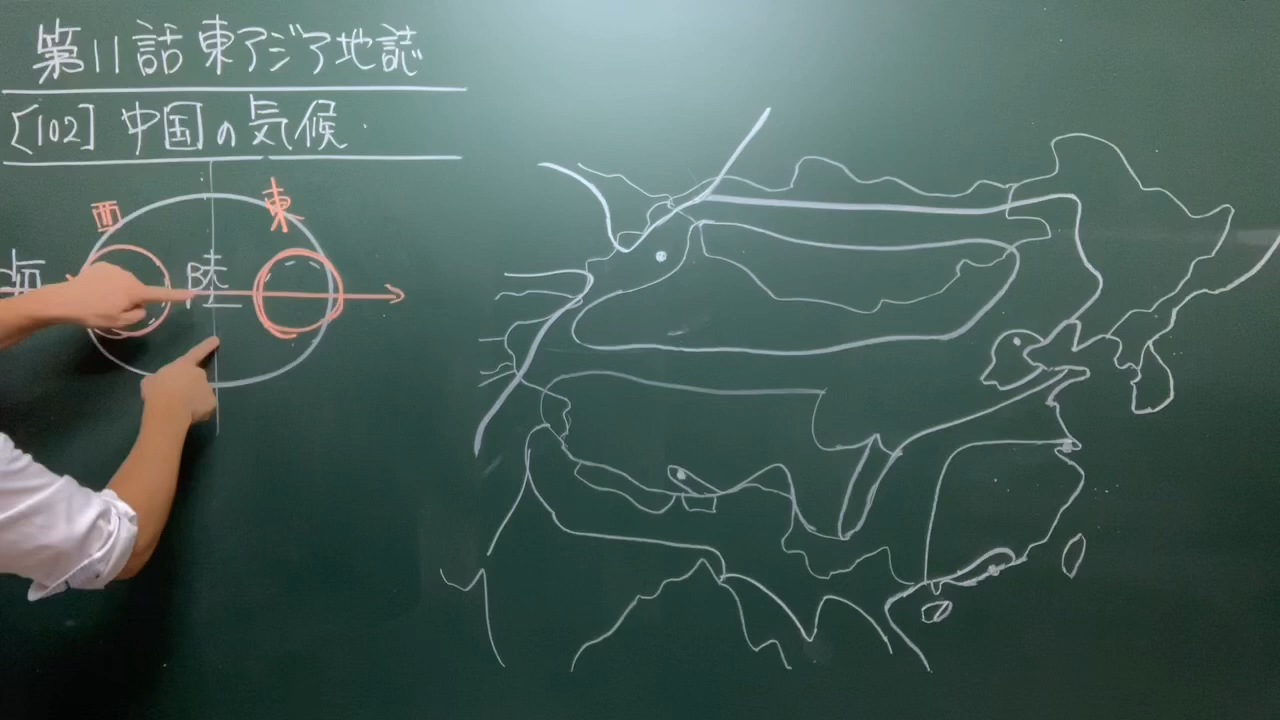 第11話 東アジア地誌
[102] 中国の気候
西
東
海
陸